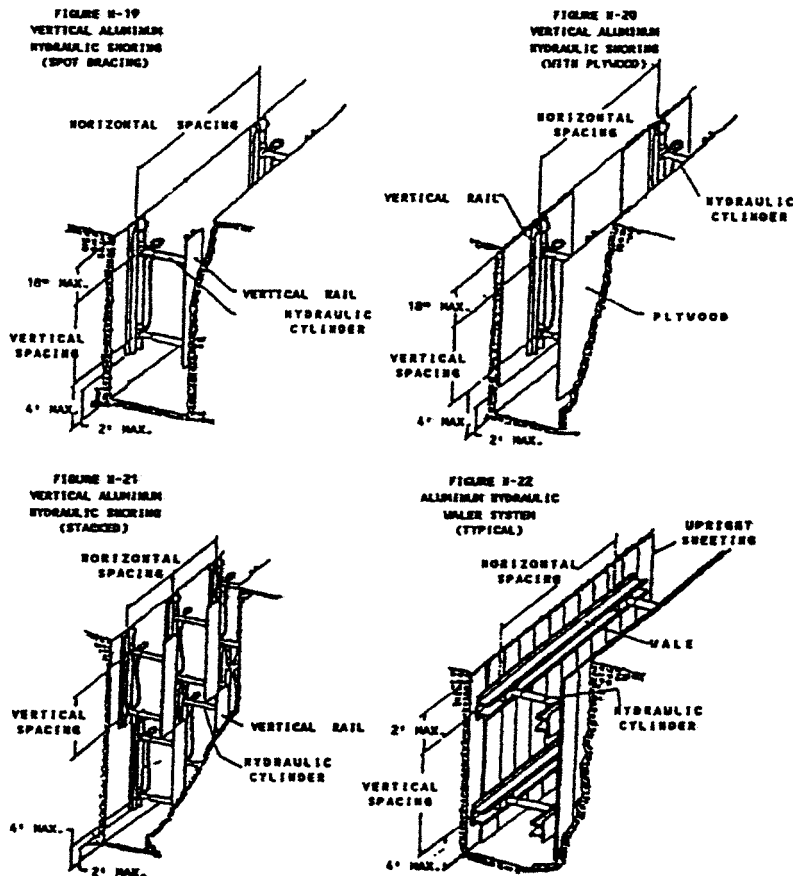 FIGURE N-19
VERTICAL ALUMINUM
HYDRAULIC SHORING
(SPOT BRACING)
HORIZONTAL SPACING
18" MAX.
VERTICAL RAIL
HYDRAULIC
CYLINDER
VERTICAL
SPACING
4' MAX.
2' MAX.
FIGURE N-20
VERTICAL ALUMINUM
HYDRAULIC SHORING
(WITH PLYWOOD)
HORIZONTAL
SPACING
VERTICAL RAIL
HYDRAULIC
CYLINDER
18" MAX.
PLYWOOD
VERTICAL
SPACING
4' MAX
2' MAX.
FIGURE N-21
VERTICAL ALUMINUM
HYDRAULIC SHORING
(STACKED)
HORIZONTAL
SPACING
VERTICAL
SPACING
VERTICAL RAIL
HYDRAULIC
CYLINDER
4' MAX.
2' MAX.
FIGURE N-22
ALUMINUM HYDRAULIC
WALER SYSTEM
(TYPICAL)
UPRIGHT
SHEETING
HORIZONTAL
SPACING
WALE
HYDRAULIC
CYLINDER
2' MAX.
VERTICAL
SPACING
4' MAX.